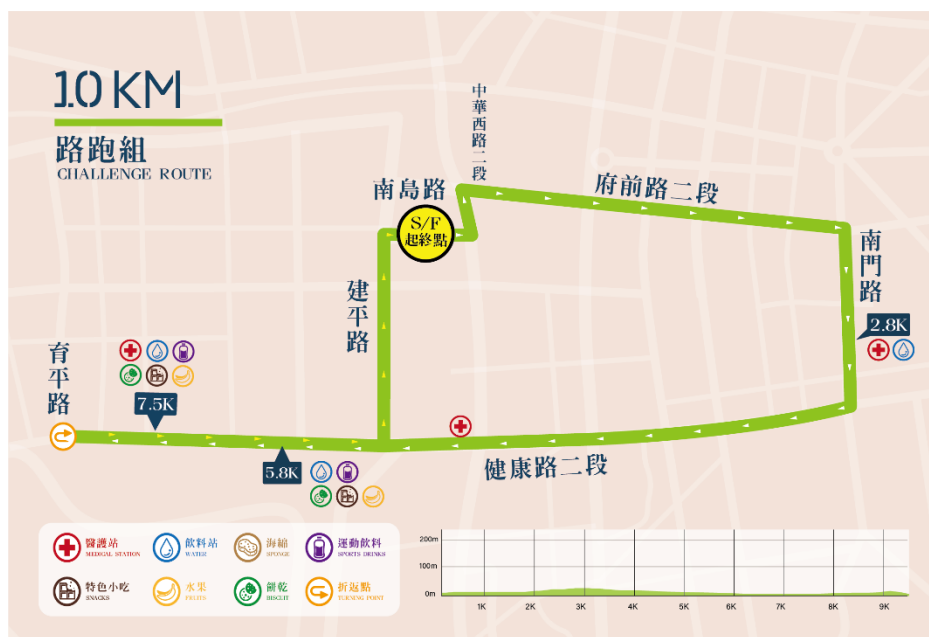 10 KM
路跑組
CHALLENGE ROUTE
中華西路二段
南島路
府前路二段
S/F
起終點
南門路
建平路
2.8K
育平路
7.5K
5.8K
健康路二段
醫護站
MEDICAL STATION
飲料站
WATER
海綿
SPONGE
運動飲料
SPORTS DRINKS
特色小吃
SNACKS
水果
FRUITS
餅乾
BISCUIT
折返點
TURNING POINT
200m
100m
0m
1K 2K 3K 4K 5K 6K 7K 8K 9K